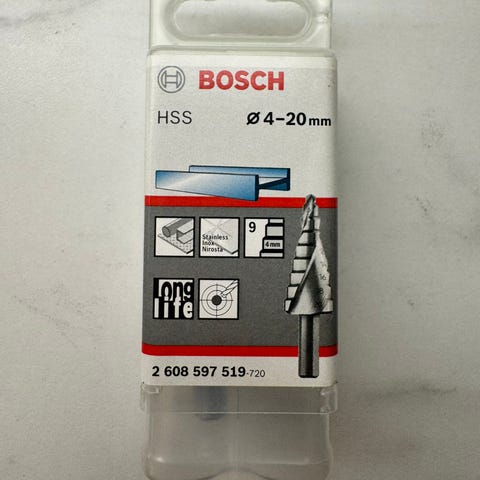 BOSCH
HSS
Ø 4-20 mm
Stainless
Inox
Nirosta
9
4 mm
long
life
2 608 597 519-720